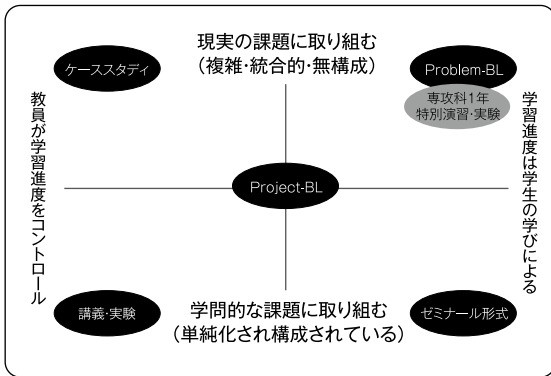 現実の課題に取り組む
（複雑・統合的・無構成）
ケーススタディ
Problem-BL
専攻科1年
特別演習・実験
教員が学習進度をコントロール
学習進度は学生の学びによる
Project-BL
講義・実験
学問的な課題に取り組む
（単純化され構成されている）
ゼミナール形式